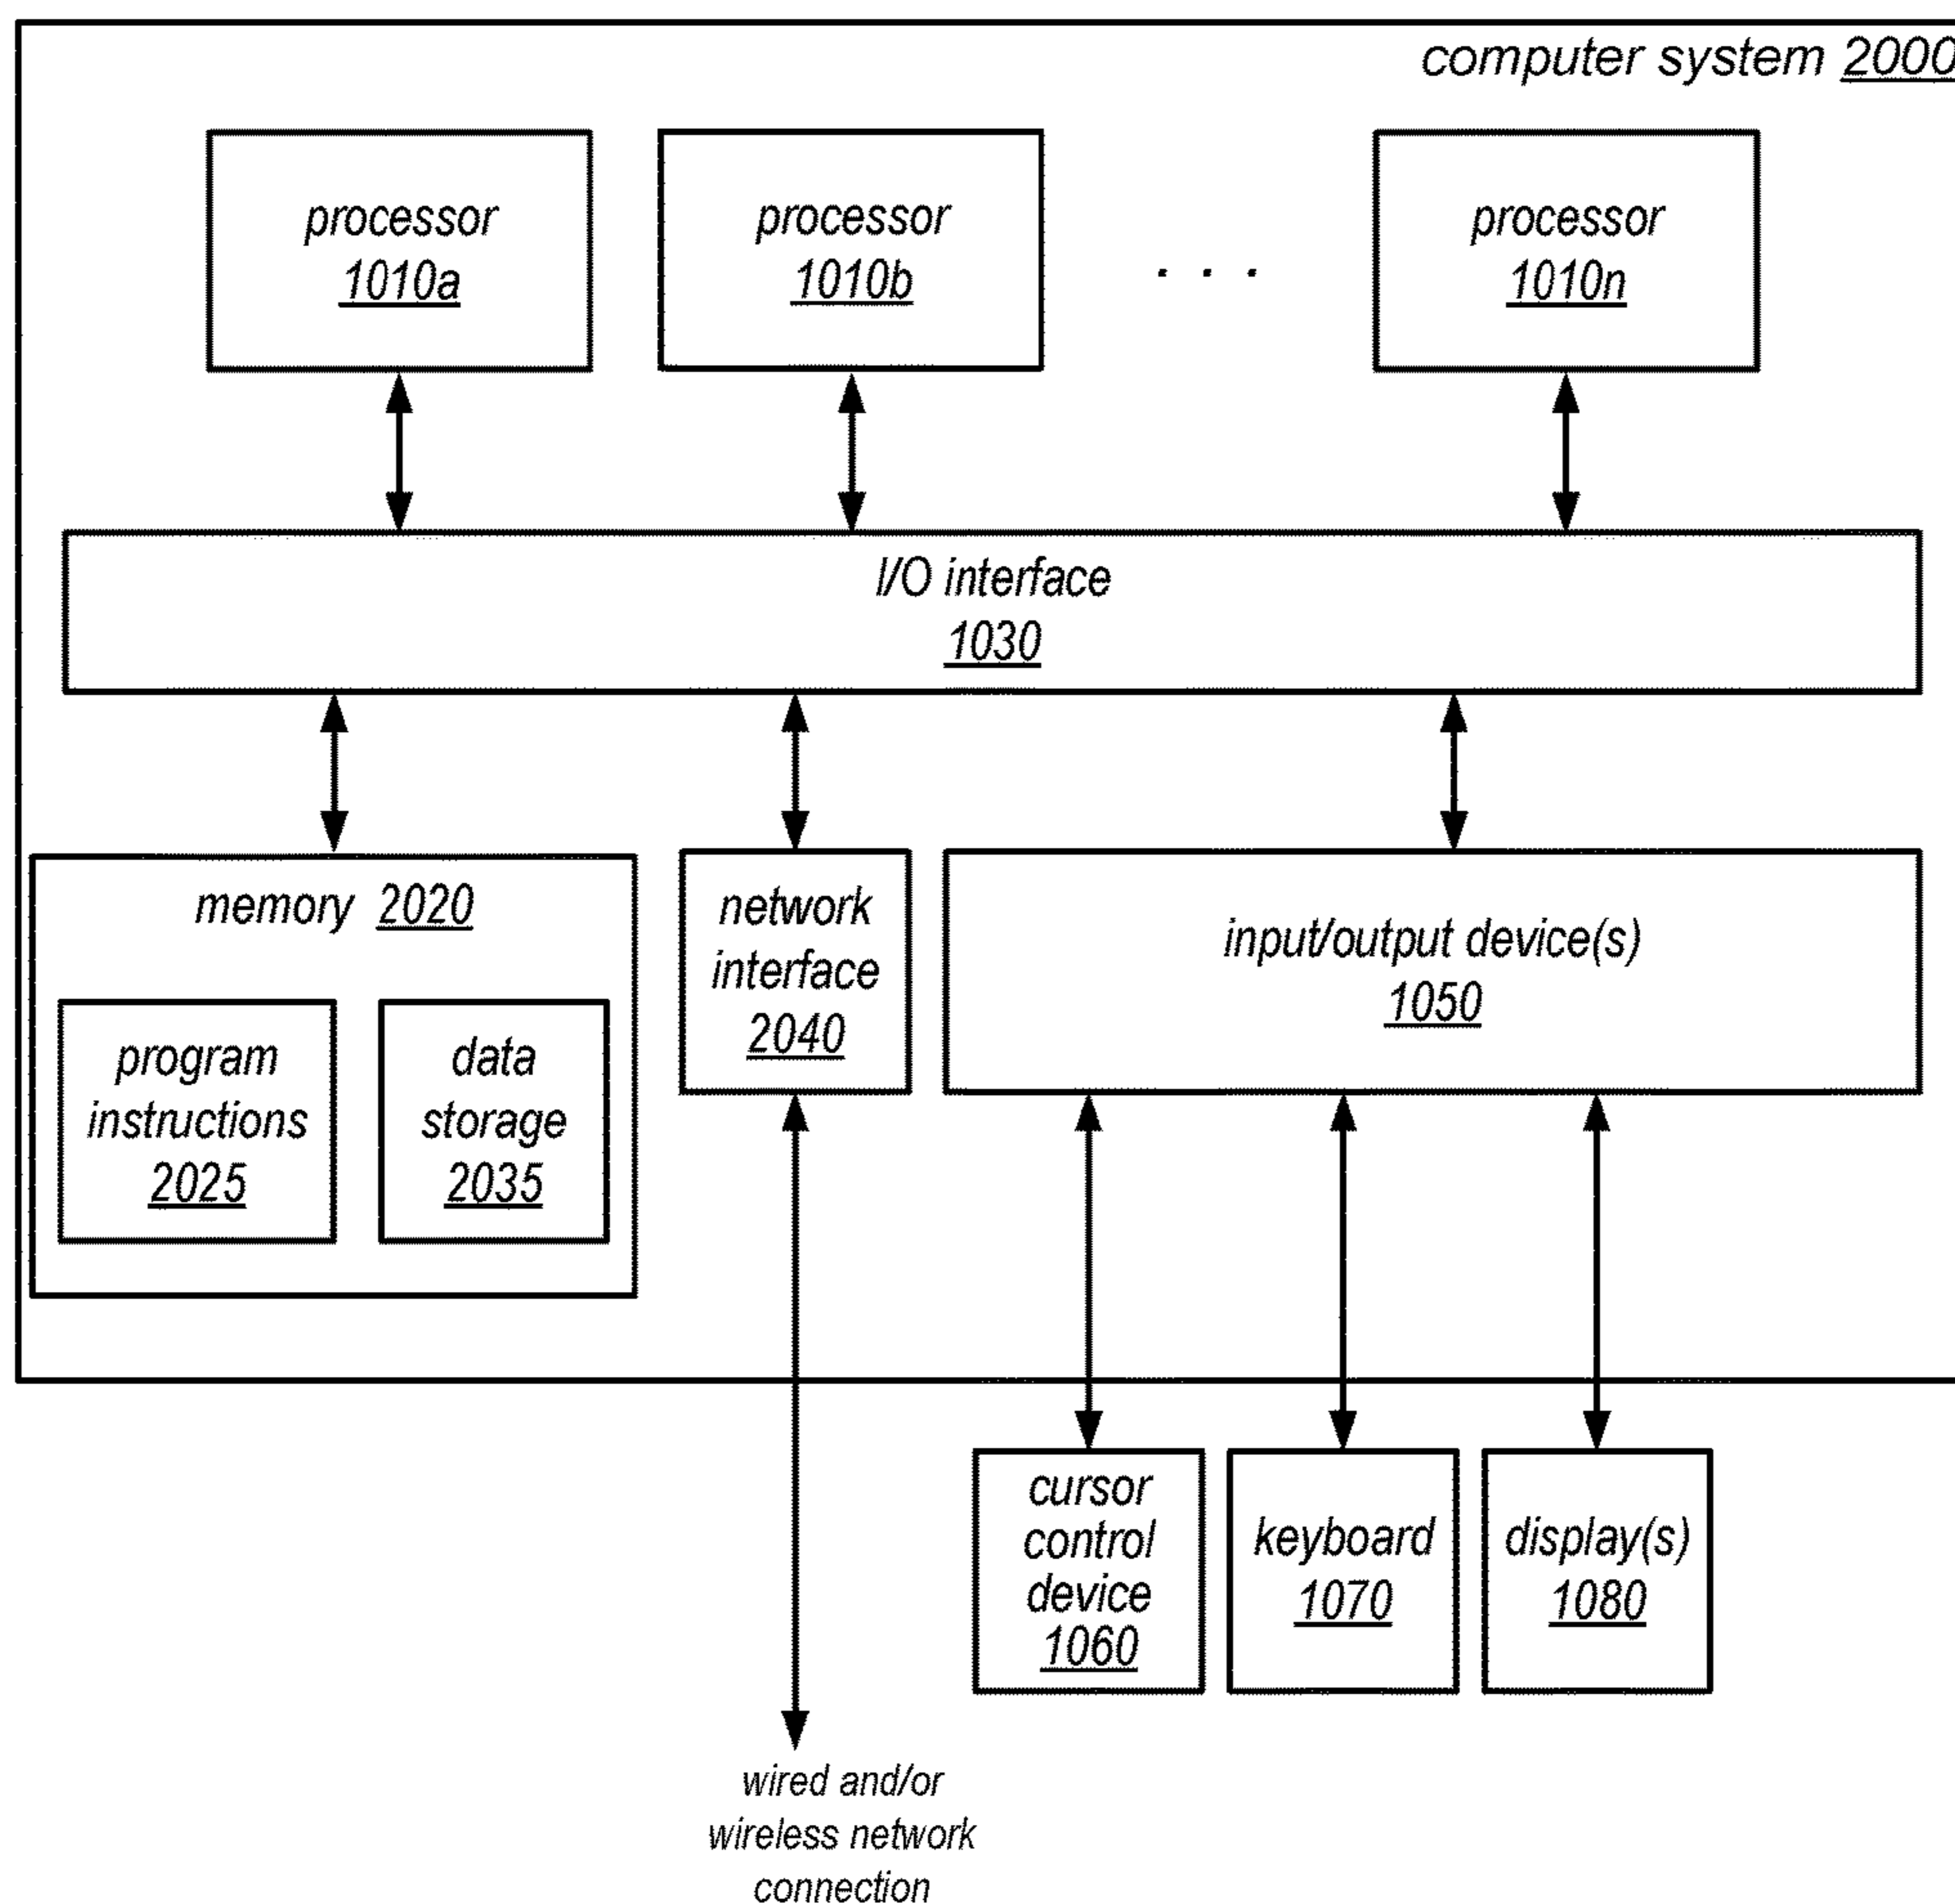 computer system 2000
processor
1010a
processor
1010b
. . .
processor
1010n
I/O interface
1030
memory 2020
program
instructions
2025
data
storage
2035
network
interface
2040
input/output device(s)
1050
cursor
control
device
1060
keyboard
1070
display(s)
1080
wired and/or
wireless network
connection